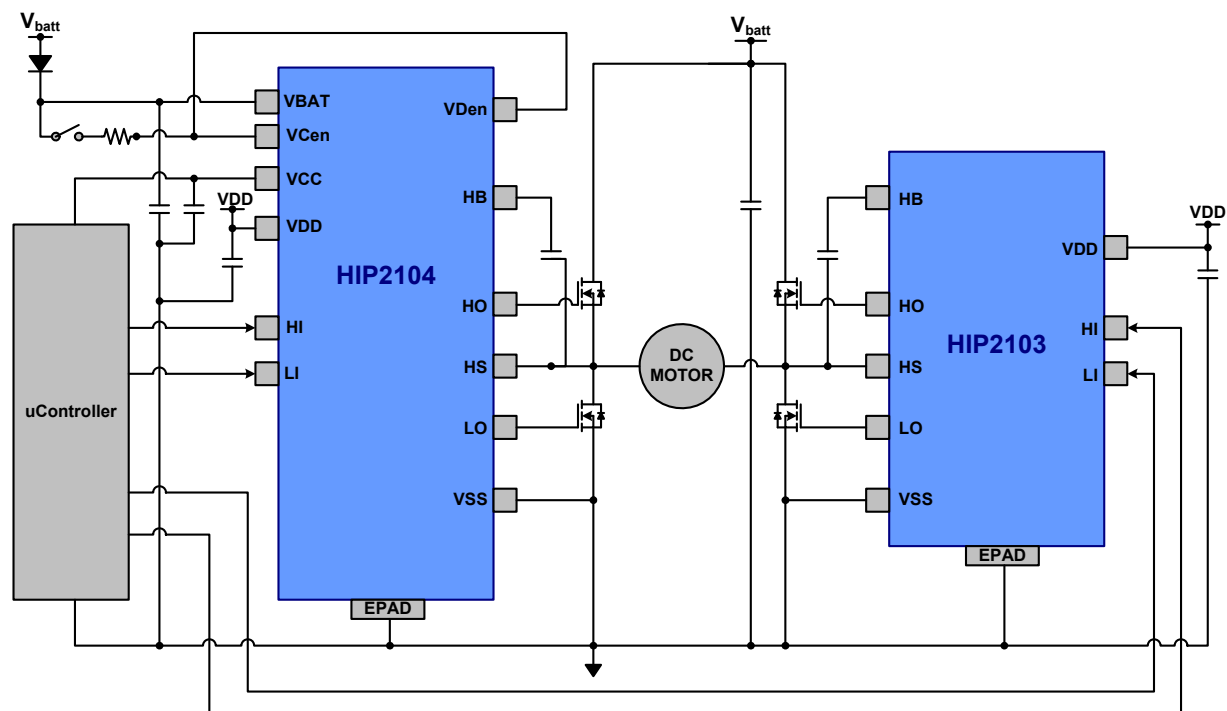 Vbatt
Vbatt
VBAT
VCen
VCC
VDD
VDD
HI
LI
HIP2104
VDen
HB
HO
HS
LO
VSS
EPAD
uController
DC
MOTOR
HB
HO
HS
LO
VSS
HIP2103
VDD
VDD
HI
LI
EPAD